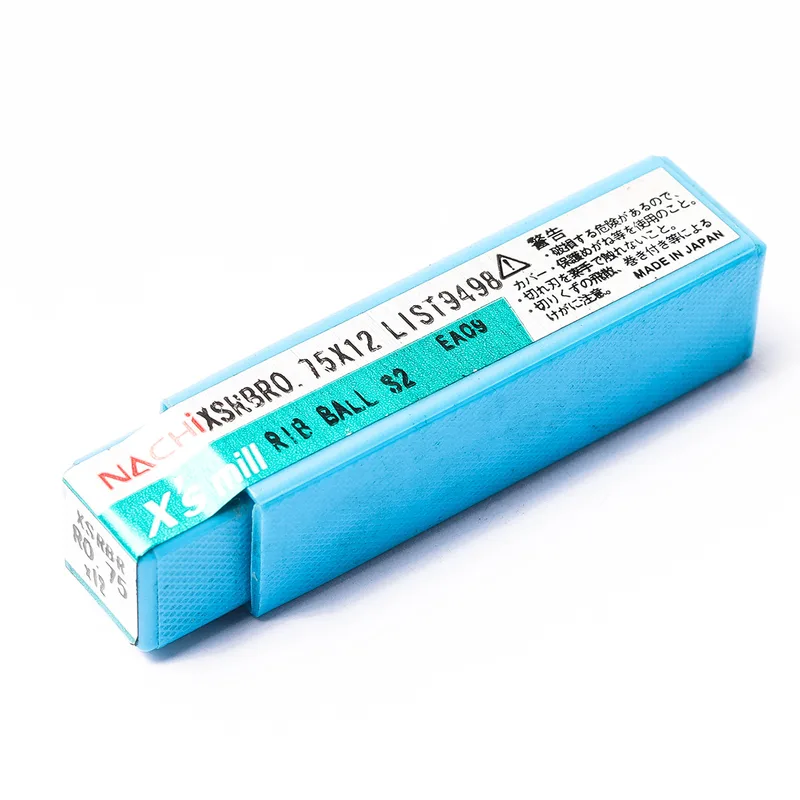 NACHi XSHBR0.75X12 LIST9498
X's mill RIB BALL S2 EA09
警告
・破損する危険があるので、
カバー・保護めがね等を使用のこと。
・切れ刃を素手で触れないこと。
・切りくずの飛散、巻き付き等による
けがに注意。
MADE IN JAPAN
XSRBR
R0.75
x12